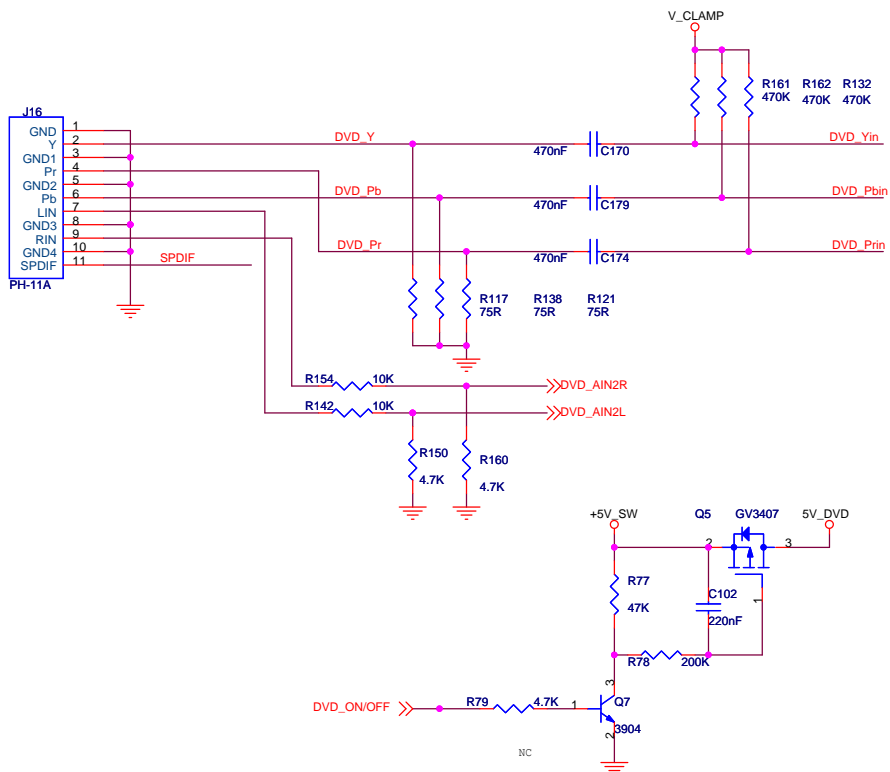 V_CLAMP
R161 R162 R132
470K 470K 470K
J16
GND 1
Y 2
GND1 3
Pr 4
GND2 5
Pb 6
LIN 7
GND3 8
RIN 9
GND4 10
SPDIF 11
PH-11A
DVD_Y
470nF C170
DVD_Yin
DVD_Pb
470nF C179
DVD_Pbin
DVD_Pr
470nF C174
DVD_Prin
SPDIF
R117 R138 R121
75R 75R 75R
R154 10K
DVD_AIN2R
R142 10K
DVD_AIN2L
R150
4.7K
R160
4.7K
+5V_SW
Q5 GV3407
5V_DVD
2
3
1
R77
47K
C102
220nF
R78 200K
DVD_ON/OFF
R79 4.7K
1
3
Q7
3904
2
NC